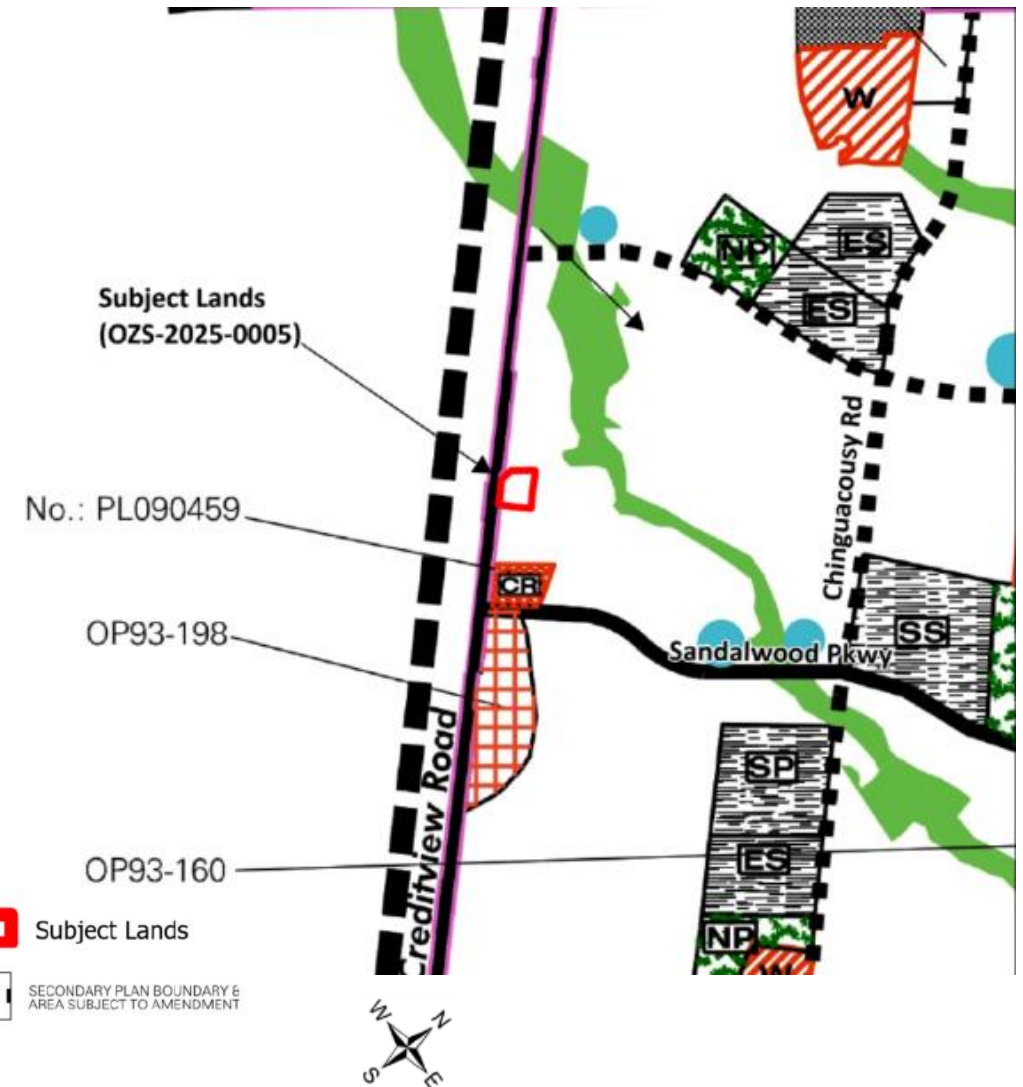 W
NP
ES
ES
Subject Lands
(OZS-2025-0005)
Chinguacousy Rd
No.: PL090459
CR
OP93-198
SS
Sandalwood Pkwy
Creditview Road
SP
OP93-160
ES
Subject Lands
NP
W
SECONDARY PLAN BOUNDARY &
AREA SUBJECT TO AMENDMENT
W
N
S
E